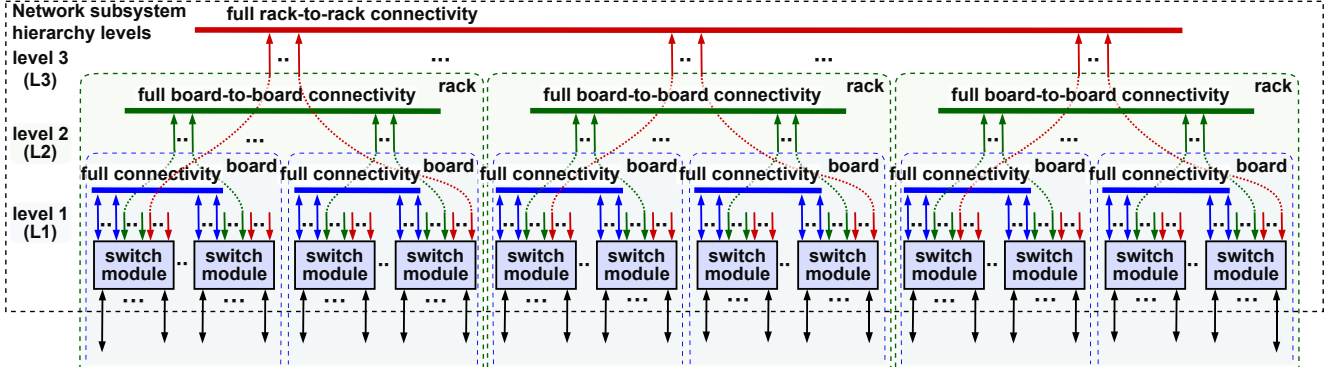 Network subsystem
hierarchy levels
full rack-to-rack connectivity
level 3
(L3)
.. ... .. ... ..
rack rack rack
full board-to-board connectivity full board-to-board connectivity full board-to-board connectivity
level 2
(L2)
.. ... .. .. ... .. .. ... ..
board board board board board board
full connectivity full connectivity full connectivity full connectivity full connectivity full connectivity
level 1
(L1)
switch module .. switch module switch module .. switch module switch module .. switch module switch module .. switch module switch module .. switch module switch module .. switch module
... ... ... ... ... ... ... ... ... ... ... ...